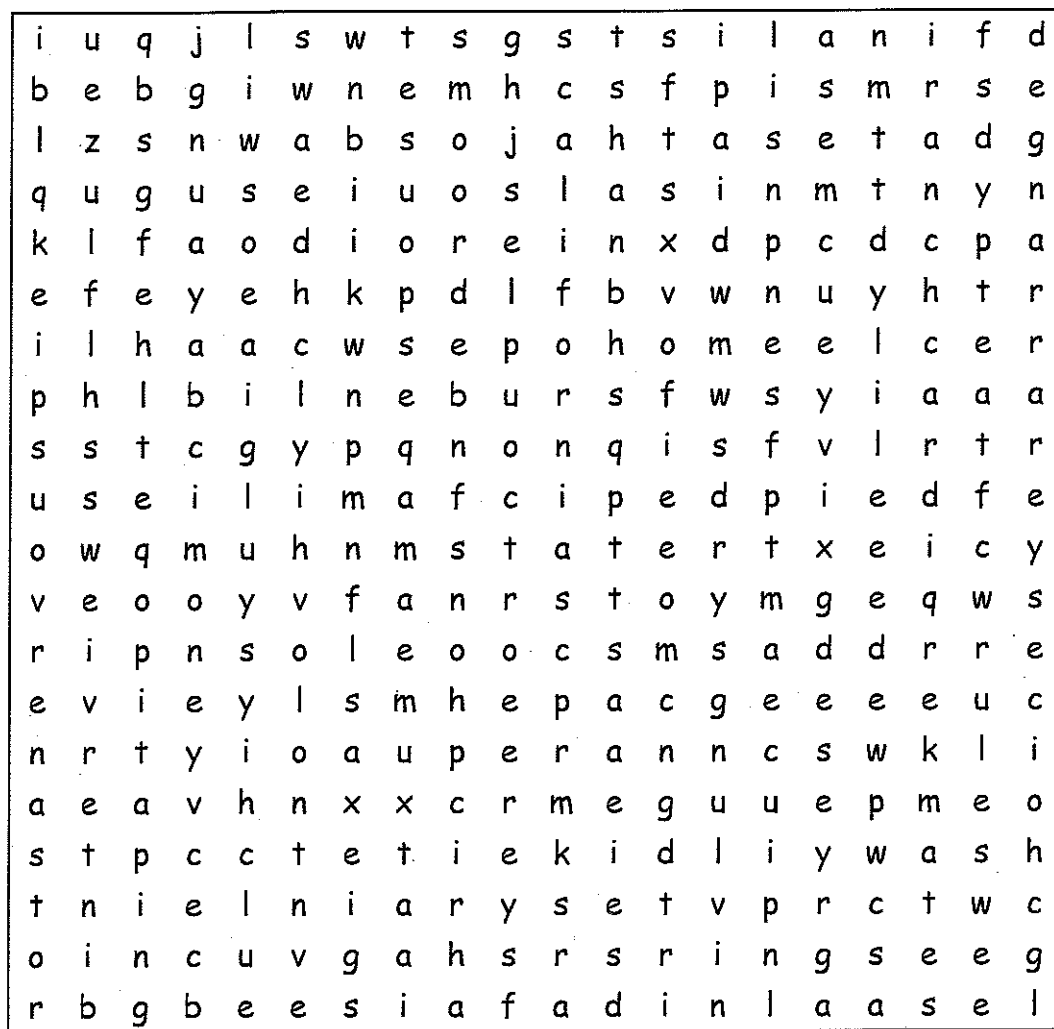 i u q j l s w t s g s t s i l a n i f d
b e b g i w n e m h c s f p i s m r s e
l z s n w a b s o j a h t a s e t a d g
q u g u s e i u o s l a s i n m t n y n
k l f a o d i o r e i n x d p c d c p a
e f e y e h k p d l f b v w n u y h t r
i l h a a c w s e p o h o m e e l c e r
p h l b i l n e b u r s f w s y i a a a
s s t c g y p q n o n q i s f v l r t r
u s e i l i m a f c i p e d p i e d f e
o w q m u h n m s t a t e r t x e i c y
v e o o y v f a n r s t o y m g e q w s
r i p n s o l e o o c s m s a d d r r e
e v i e y l s m h e p a c g e e e e u c
n r t y i o a u p e r a n n c s w k l i
a e a v h n x x c r m e g u u e p m e o
s t p c c t e t i e k i d l i y w a s h
t n i e l n i a r y s e t v p r c t w c
o i n c u v g a h s r s r i n g s e e g
r b g b e e s i a f a d i n l a a s e l